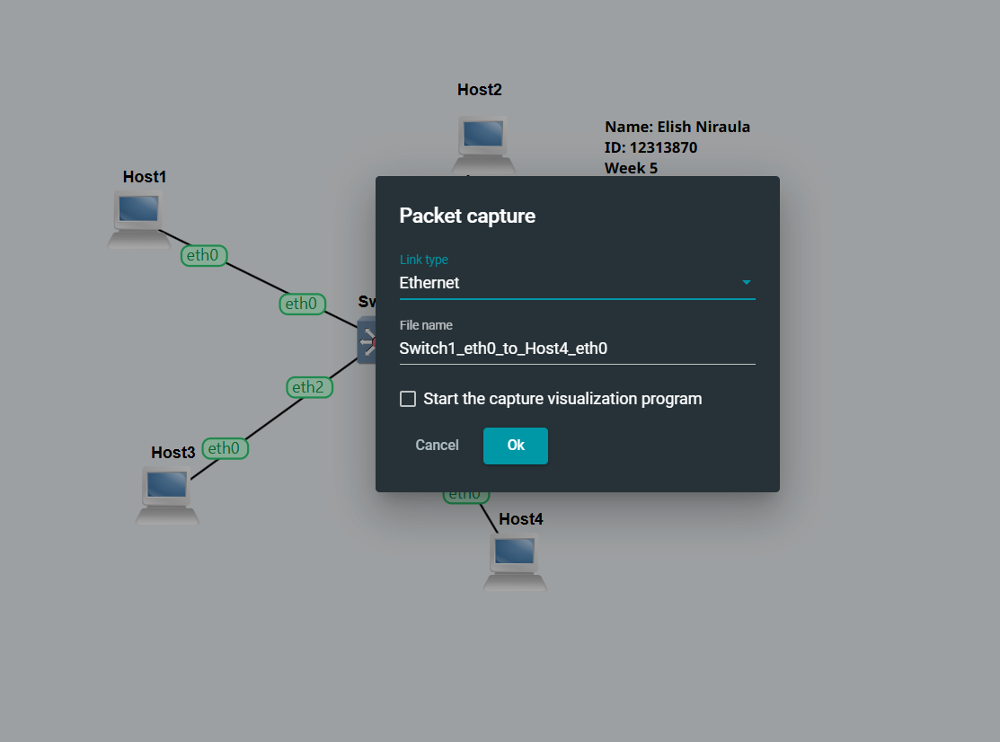 Host2
Name: Elish Niraula
ID: 12313870
Week 5
Host1
eth0
eth0
Sw
Packet capture
Link type
Ethernet
File name
Switch1_eth0_to_Host4_eth0
Start the capture visualization program
Cancel
Ok
eth2
Host3
eth0
eth0
Host4